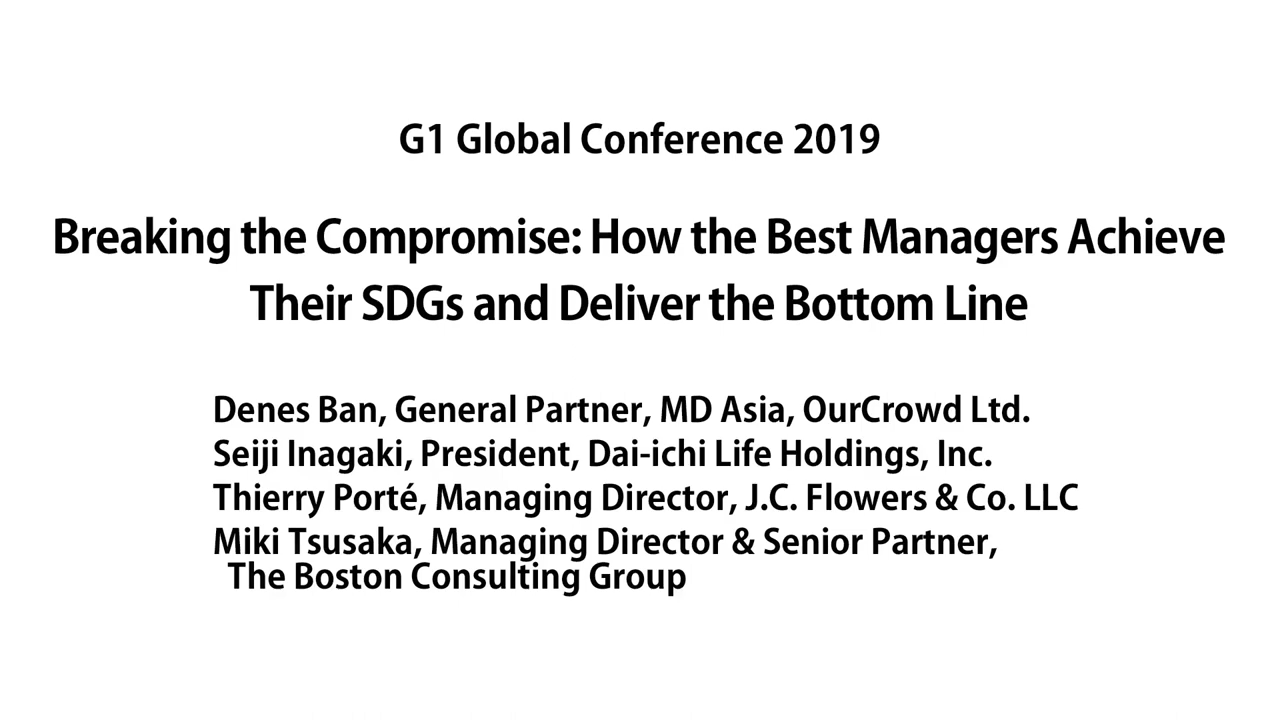 G1 Global Conference 2019
Breaking the Compromise: How the Best Managers Achieve
Their SDGs and Deliver the Bottom Line
Denes Ban, General Partner, MD Asia, OurCrowd Ltd.
Seiji Inagaki, President, Dai-ichi Life Holdings, Inc.
Thierry Porté, Managing Director, J.C. Flowers & Co. LLC
Miki Tsusaka, Managing Director & Senior Partner,
The Boston Consulting Group